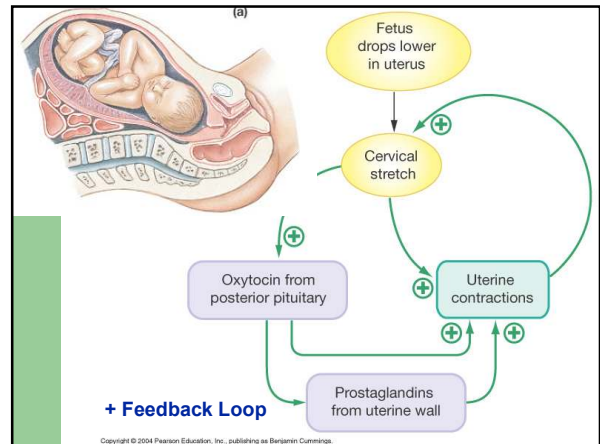 (a)
Fetus
drops lower
in uterus
+
Cervical
stretch
+
Oxytocin from
posterior pituitary
+
Uterine
contractions
+
+
Prostaglandins
from uterine wall
+ Feedback Loop
Copyright © 2004 Pearson Education, Inc., publishing as Benjamin Cummings.